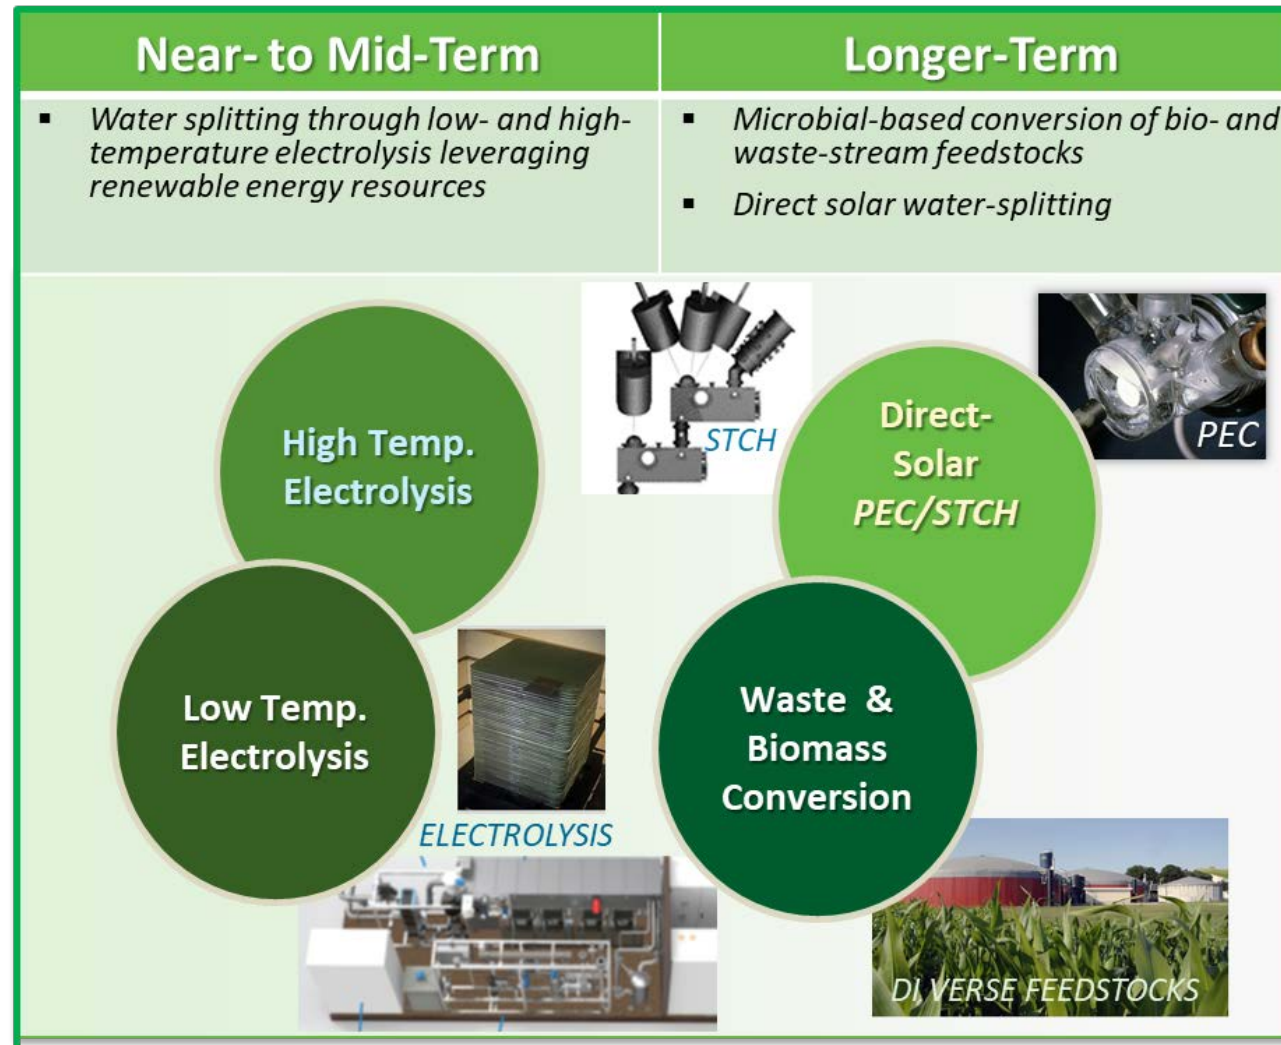 Near- to Mid-Term
Longer-Term
▪ Water splitting through low- and high-
temperature electrolysis leveraging
renewable energy resources
▪ Microbial-based conversion of bio- and
waste-stream feedstocks
▪ Direct solar water-splitting
STCH
PEC
High Temp.
Electrolysis
Direct-
Solar
PEC/STCH
Low Temp.
Electrolysis
ELECTROLYSIS
Waste &
Biomass
Conversion
DI,VERSE FEEDSTOCKS